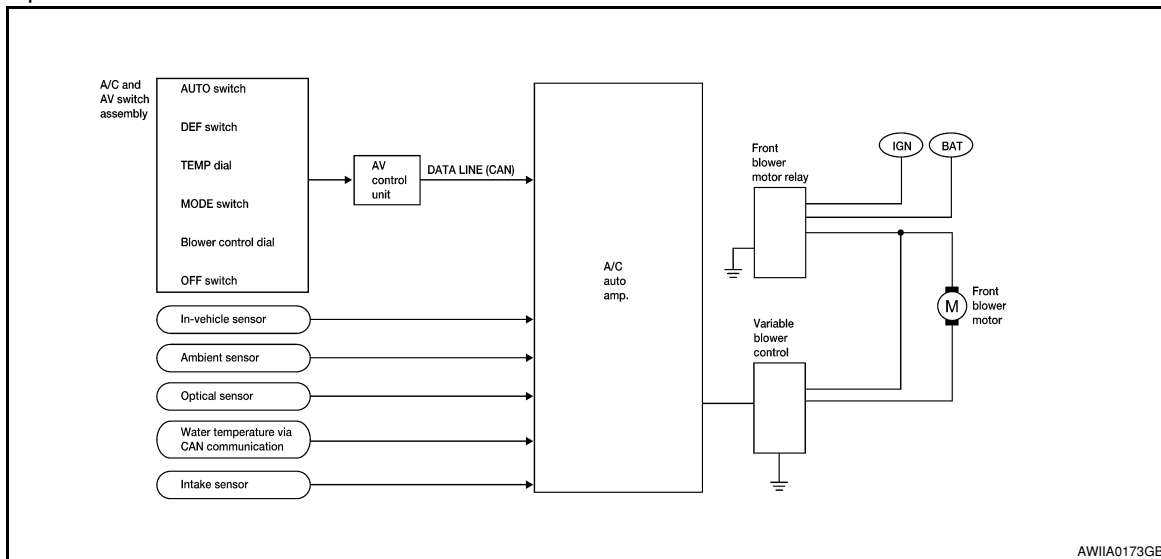 A/C and
AV switch
assembly
AUTO switch
DEF switch
TEMP dial
MODE switch
Blower control dial
OFF switch
AV
control
unit
DATA LINE (CAN)
In-vehicle sensor
Ambient sensor
Optical sensor
Water temperature via
CAN communication
Intake sensor
A/C
auto
amp.
Front
blower
motor relay
IGN
BAT
M
Front
blower
motor
Variable
blower
control
AWIIA0173GB